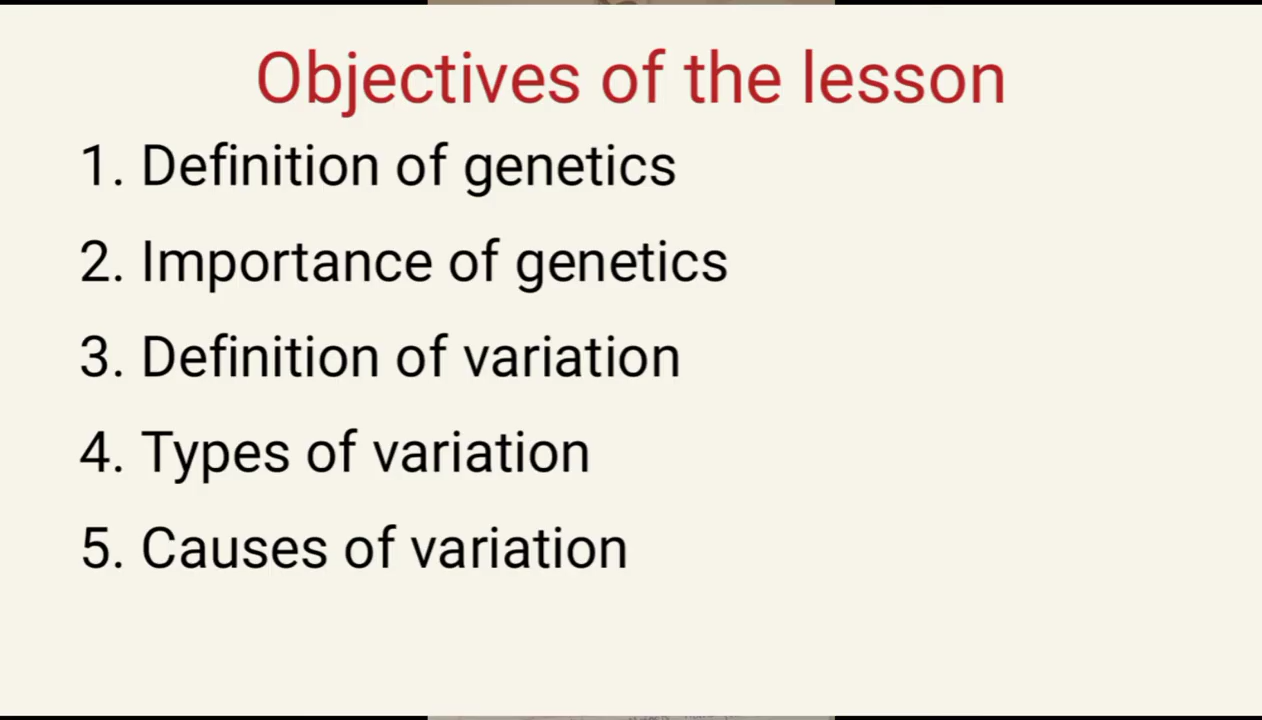 Objectives of the lesson
1. Definition of genetics
2. Importance of genetics
3. Definition of variation
4. Types of variation
5. Causes of variation